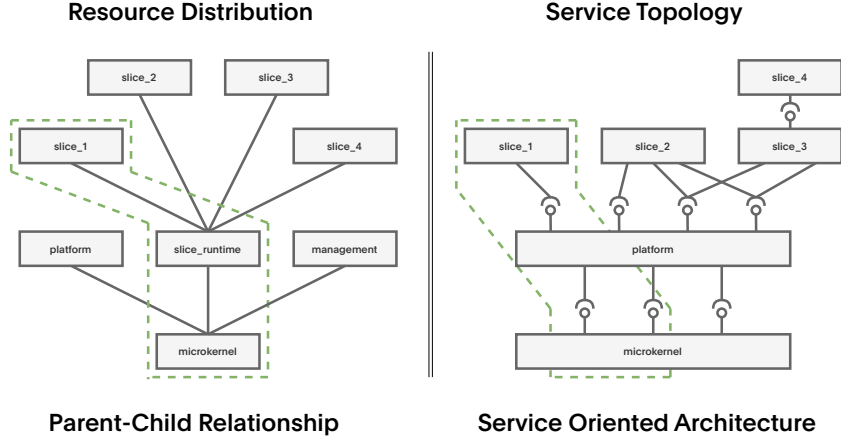 Resource Distribution
slice_2
slice_3
slice_1
slice_4
platform
slice_runtime
management
microkernel
Parent-Child Relationship
Service Topology
slice_4
slice_1
slice_2
slice_3
platform
microkernel
Service Oriented Architecture